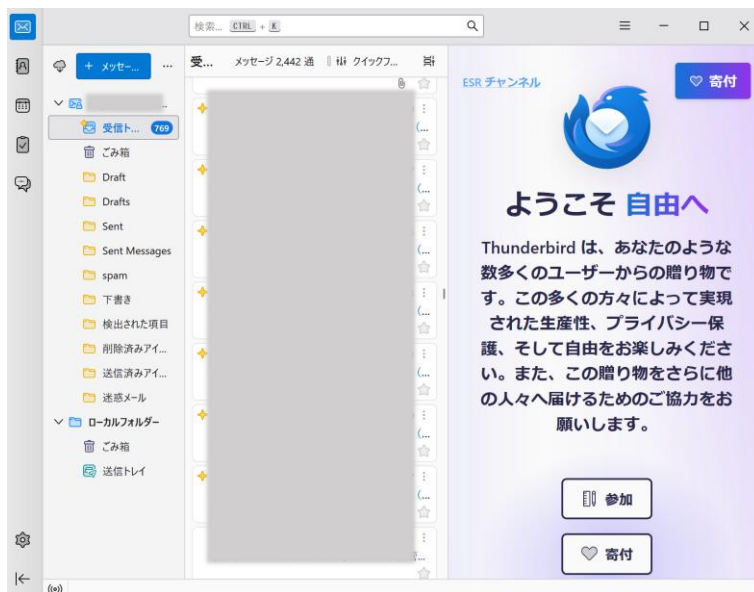 検索... CTRL + K
+ メッセー... ...
受信ト... 769
ごみ箱
Draft
Drafts
Sent
Sent Messages
spam
下書き
検出された項目
削除済みアイ...
送信済みアイ...
迷惑メール
ローカルフォルダー
ごみ箱
送信トレイ
受... メッセージ 2,442 通 クイックフ...
(...
(...
(...
(...
(...
(...
(...
ESR チャンネル
寄付
ようこそ 自由へ
Thunderbird は、あなたのような
数多くのユーザーからの贈り物で
す。この多くの方々によって実現
された生産性、プライバシー保
護、そして自由をお楽しみくださ
い。また、この贈り物をさらに他
の人々へ届けるためのご協力をお
願いします。
参加
寄付